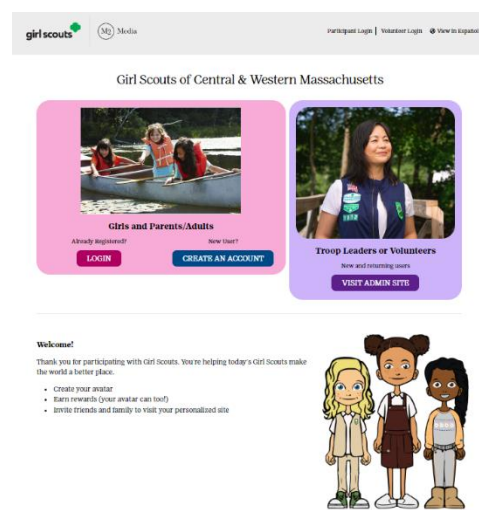 girl scouts M2 Media Participant Login | Volunteer Login View in Español
Girl Scouts of Central & Western Massachusetts
Girls and Parents/Adults
Already Registered? New User?
LOGIN CREATE AN ACCOUNT
Troop Leaders or Volunteers
New and returning users
VISIT ADMIN SITE
Welcome!
Thank you for participating with Girl Scouts. You're helping today's Girl Scouts make
the world a better place.
• Create your avatar
• Earn rewards (your avatar can too!)
• Invite friends and family to visit your personalized site